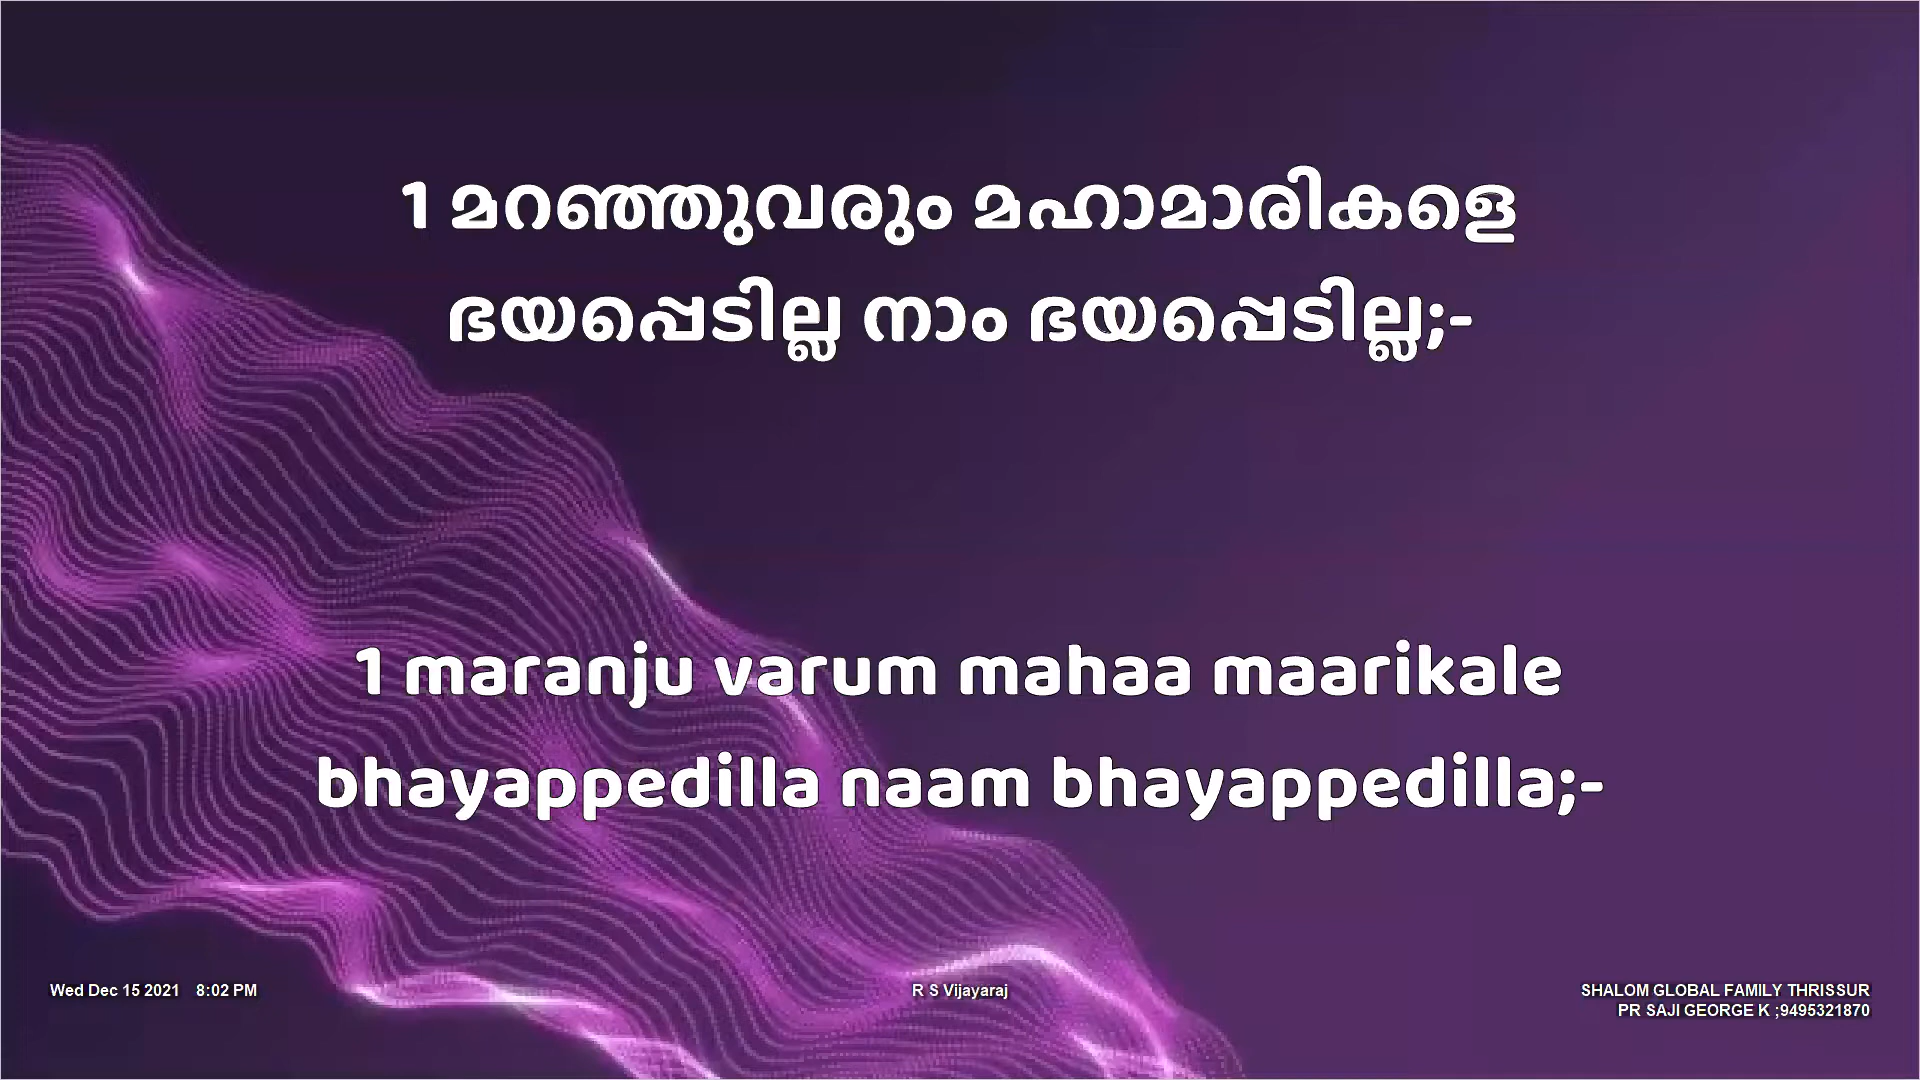 1 മറഞ്ഞുവരും മഹാമാരികളെ
ഭയപ്പെടില്ല നാം ഭയപ്പെടില്ല;-
1 maranju varum mahaa maarikale
bhayappedilla naam bhayappedilla;-
Wed Dec 15 2021 8:02 PM
R S Vijayaraj
SHALOM GLOBAL FAMILY THRISSUR
PR SAJI GEORGE K ;9495321870